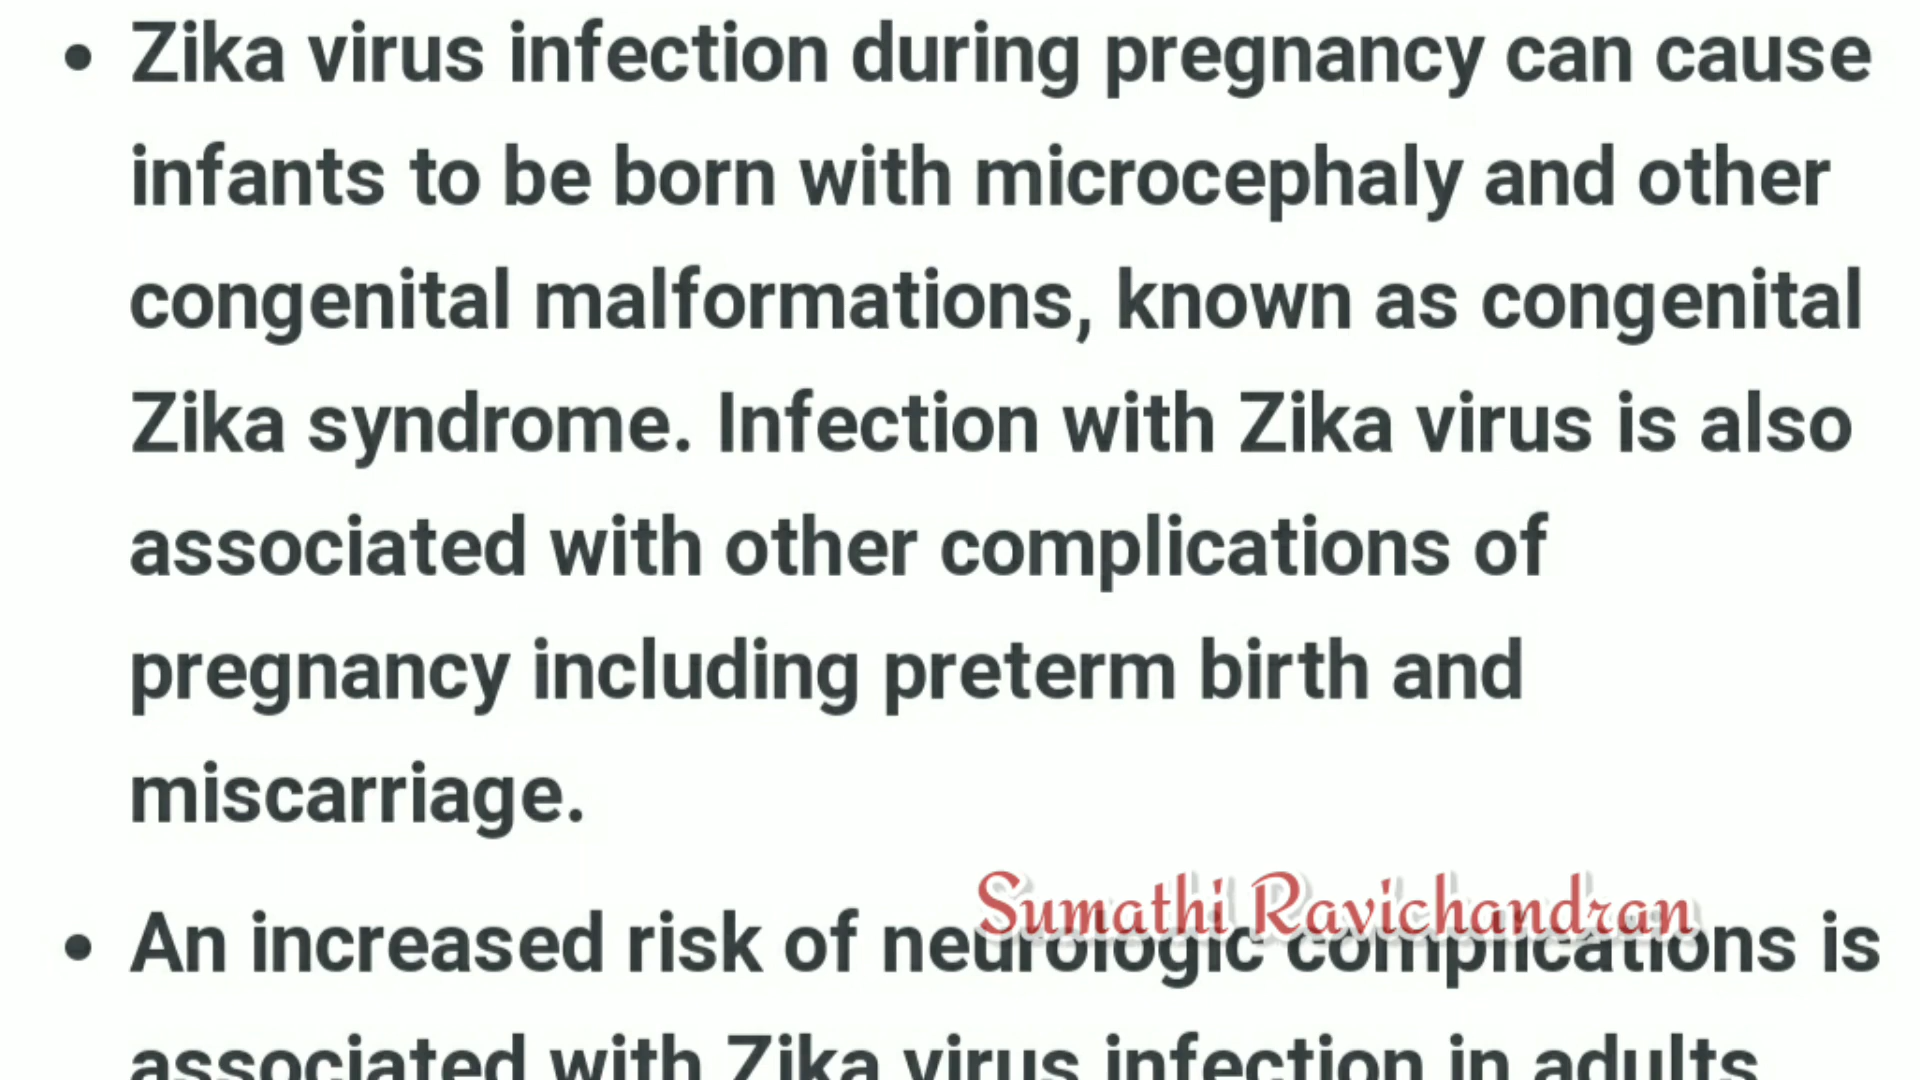 • Zika virus infection during pregnancy can cause
infants to be born with microcephaly and other
congenital malformations, known as congenital
Zika syndrome. Infection with Zika virus is also
associated with other complications of
pregnancy including preterm birth and
miscarriage.
Sumathi Ravichandran
• An increased risk of neurologic complications is
associated with Zika virus infection in adults